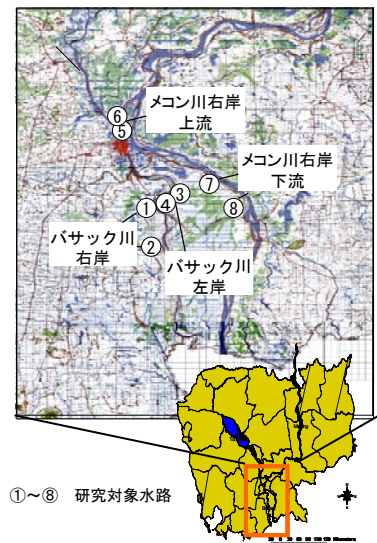 メコン川右岸
上流
⑥
⑤
メコン川右岸
下流
⑦
③
①
④
⑧
バサック川
右岸
②
バサック川
左岸
①~⑧ 研究対象水路